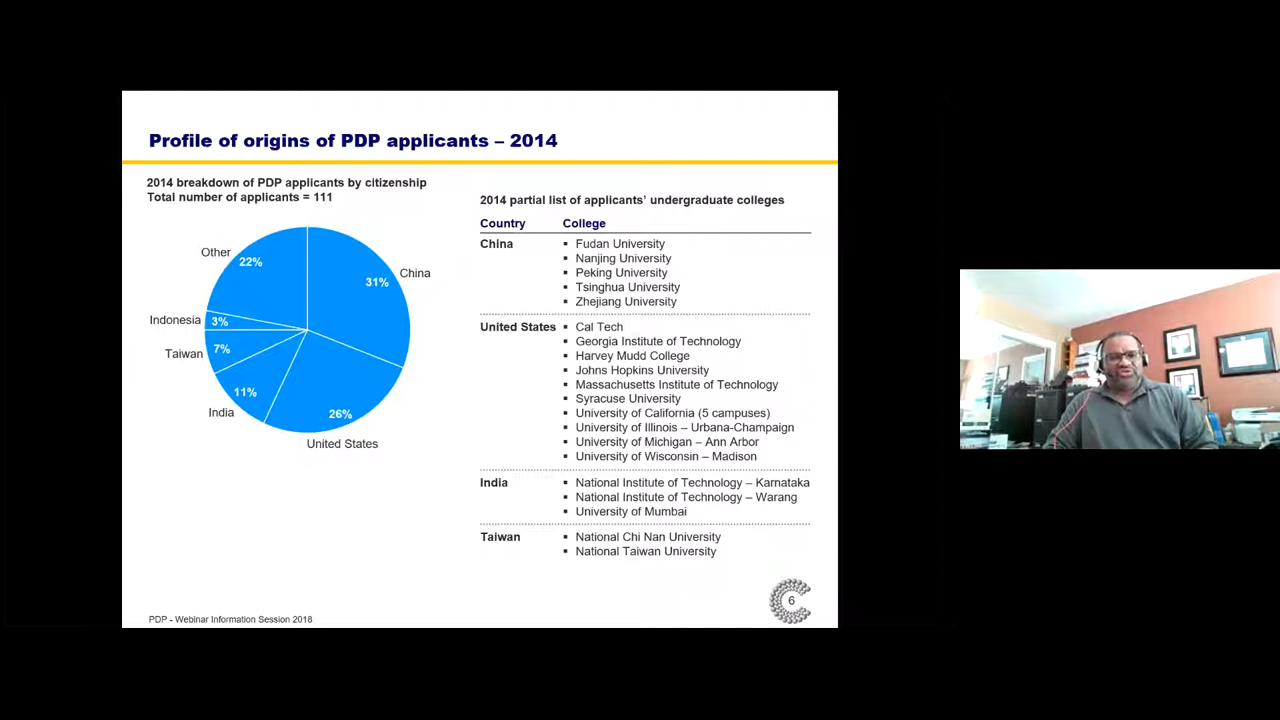 Profile of origins of PDP applicants – 2014
2014 breakdown of PDP applicants by citizenship
Total number of applicants = 111
Other
22%
31%
China
Indonesia
3%
Taiwan
7%
India
11%
26%
United States
2014 partial list of applicants' undergraduate colleges
Country College
China ▪ Fudan University
▪ Nanjing University
▪ Peking University
▪ Tsinghua University
▪ Zhejiang University
United States ▪ Cal Tech
▪ Georgia Institute of Technology
▪ Harvey Mudd College
▪ Johns Hopkins University
▪ Massachusetts Institute of Technology
▪ Syracuse University
▪ University of California (5 campuses)
▪ University of Illinois – Urbana-Champaign
▪ University of Michigan – Ann Arbor
▪ University of Wisconsin – Madison
India ▪ National Institute of Technology – Karnataka
▪ National Institute of Technology – Warang
▪ University of Mumbai
Taiwan ▪ National Chi Nan University
▪ National Taiwan University
6
PDP - Webinar Information Session 2018